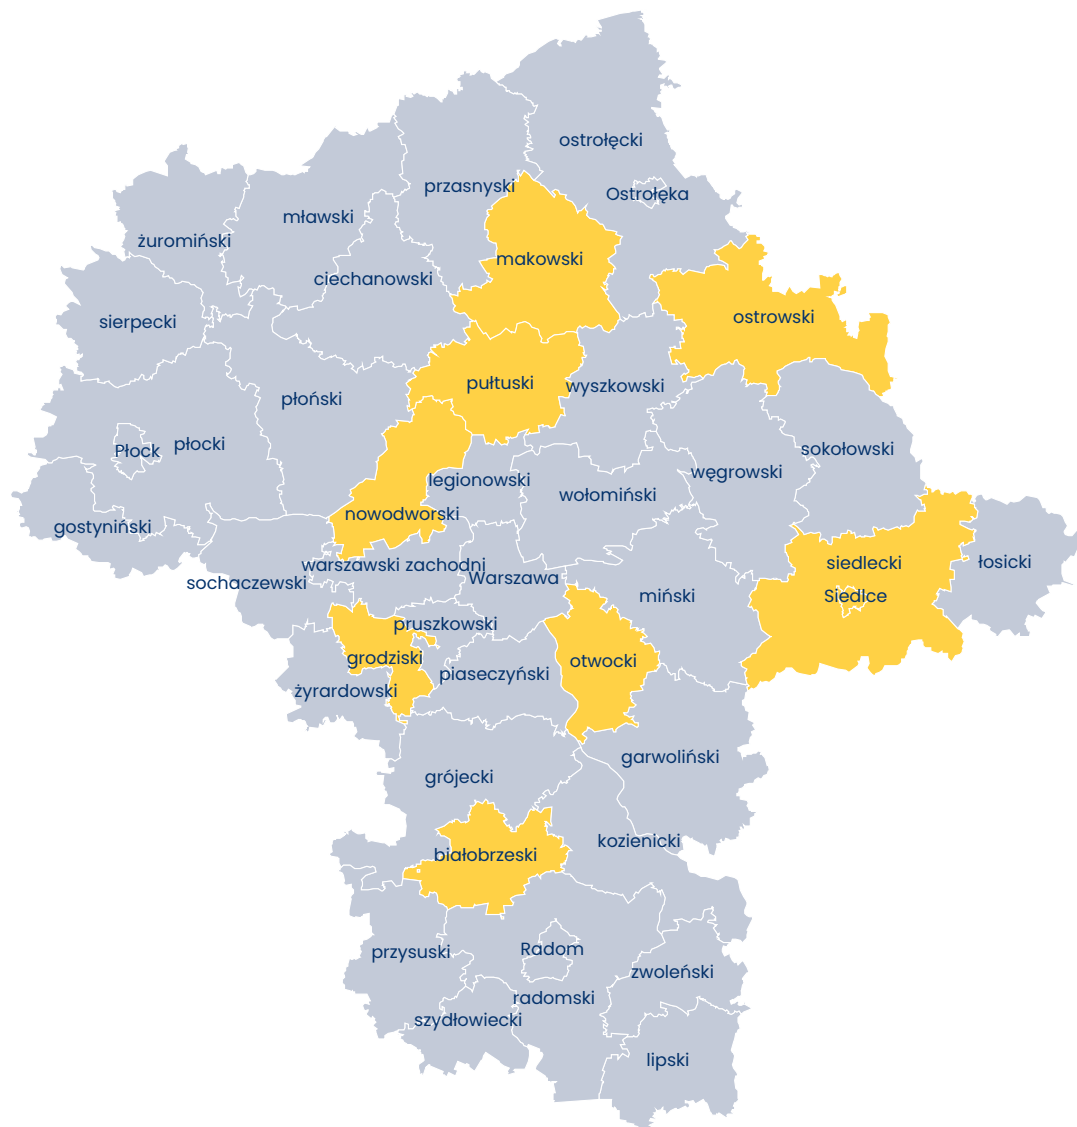 ostrołęcki
przasnyski
Ostrołęka
mławski
żuromiński
makowski
ciechanowski
ostrowski
sierpecki
pułtuski
wyszkowski
płoński
płocki
Płock
sokołowski
węgrowski
legionowski
wołomiński
nowodworski
gostyniński
siedlecki
łosicki
warszawski zachodni
Warszawa
sochaczewski
miński
Siedlce
pruszkowski
grodziski
otwocki
piaseczyński
żyrardowski
garwoliński
grójecki
kozienicki
białobrzeski
przysuski
Radom
zwoleński
radomski
szydłowiecki
lipski